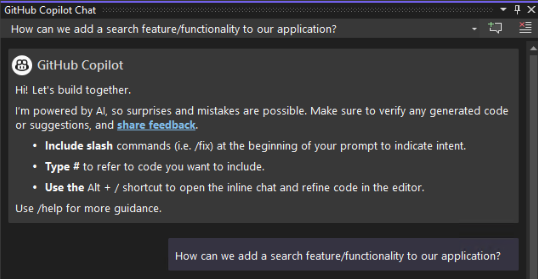 GitHub Copilot Chat
How can we add a search feature/functionality to our application?
GitHub Copilot
Hi! Let's build together.
I'm powered by AI, so surprises and mistakes are possible. Make sure to verify any generated code
or suggestions, and share feedback.
• Include slash commands (i.e. /fix) at the beginning of your prompt to indicate intent.
• Type # to refer to code you want to include.
• Use the Alt + / shortcut to open the inline chat and refine code in the editor.
Use /help for more guidance.
How can we add a search feature/functionality to our application?